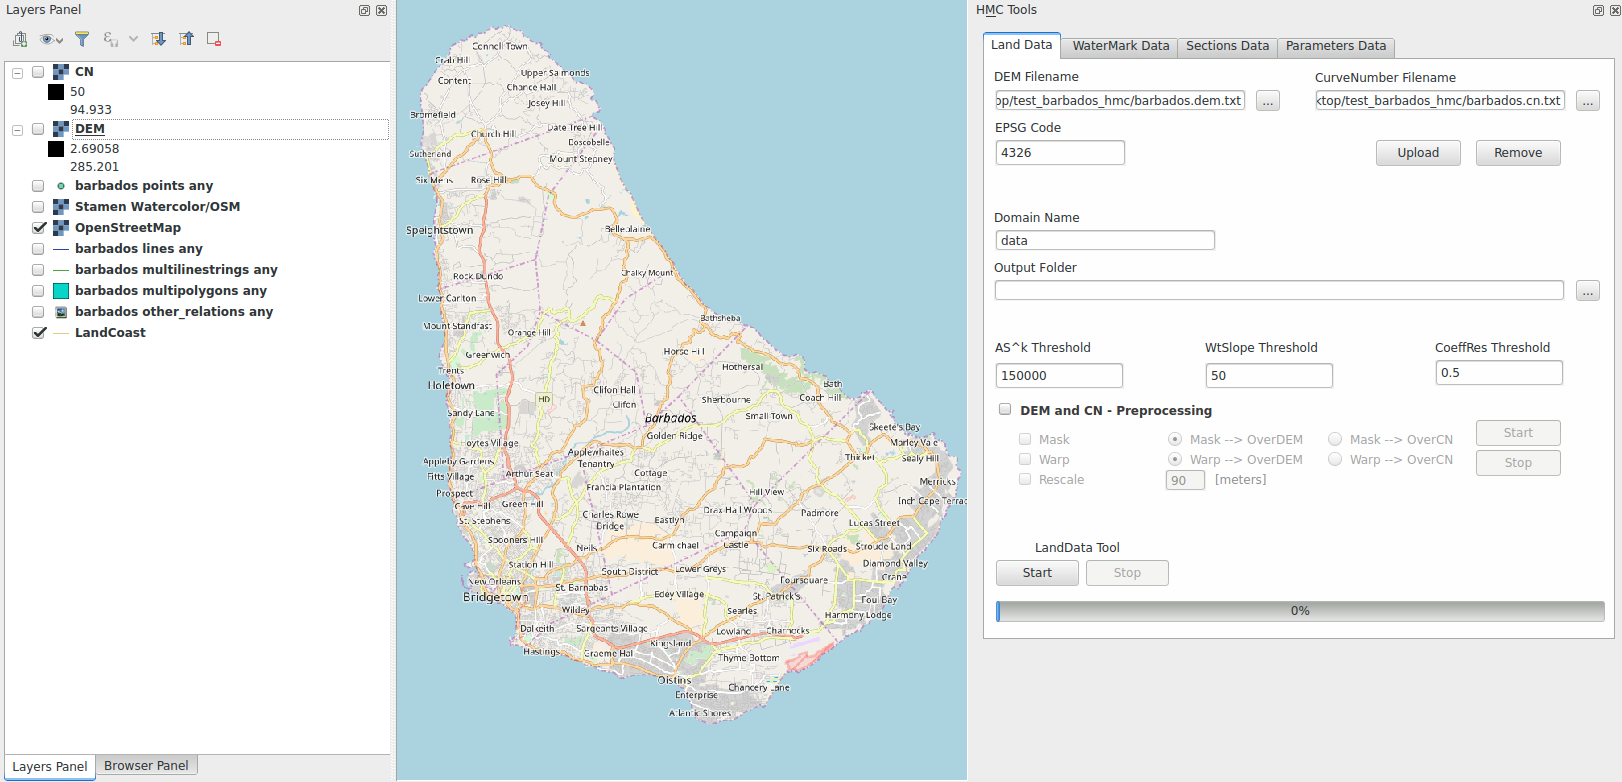 Layers Panel
CN
50
94.933
DEM
2.69058
285.201
barbados points any
Stamen Watercolor/OSM
OpenStreetMap
barbados lines any
barbados multilinestrings any
barbados multipolygons any
barbados other_relations any
LandCoast
Layers Panel
Browser Panel
Connell Town
Crab Hill
Upper Salmonds
Content
Chance Hall
Josey Hill
Bromefield
Date Tree Hill
Church Hill
Boscobelle
Sutherland
Mount Stepney
Six Mens
Rose Hill
Speightstown
Belleplaine
Rock Dundo
Chalky Mount
Lower Carlton
Bathsheba
Mount Standfast
Orange Hill
Greenwich
Horse Hill
Trents
Hothersal
Holetown
Bath
Clifton Hall
Coach Hill
HD
Sherbourne
Clifton
Sandy Lane
Barbados
Small Town
Skeete's Bay
Golden Ridge
Hoytes Village
Morley Vale
Applewhaites
Tenantry
Thicket
Sealy Hill
Appleby Gardens
Arthur Seat
Cottage
Fitts Village
Merricks
Francia Plantation
Hill View
Prospect
Inch Cape Terrac
Cave Hill
Green Hill
Charles Rowe
Bridge
Drax Hall Woods
Padmore
St. Stephens
Eastlyn
Lucas Street
Campaign
Castle
Spooners Hill
Neils
Carmichael
Six Roads
Stroude Land
Station Hill
Diamond Valley
South District
Lower Greys
New Orleans
Foursquare
Crane
St. Barnabas
Bridgetown
Edey Village
St. Patrick's
Foul Bay
Wildey
Searles
Harmony Lodge
Dalkeith
Sargeants Village
Lowland
Charnocks
Kingsland
Hastings
Graeme Hall
Thyme Bottom
Oistins
Chancery Lane
Enterprise
Atlantic Shores
HMC Tools
Land Data
WaterMark Data
Sections Data
Parameters Data
DEM Filename
CurveNumber Filename
op/test_barbados_hmc/barbados.dem.txt
...
ktop/test_barbados_hmc/barbados.cn.txt
...
EPSG Code
4326
Upload
Remove
Domain Name
data
Output Folder
...
AS^k Threshold
WtSlope Threshold
CoeffRes Threshold
150000
50
0.5
DEM and CN - Preprocessing
Mask
Mask --> OverDEM
Mask --> OverCN
Start
Warp
Warp --> OverDEM
Warp --> OverCN
Stop
Rescale
90
[meters]
LandData Tool
Start
Stop
0%